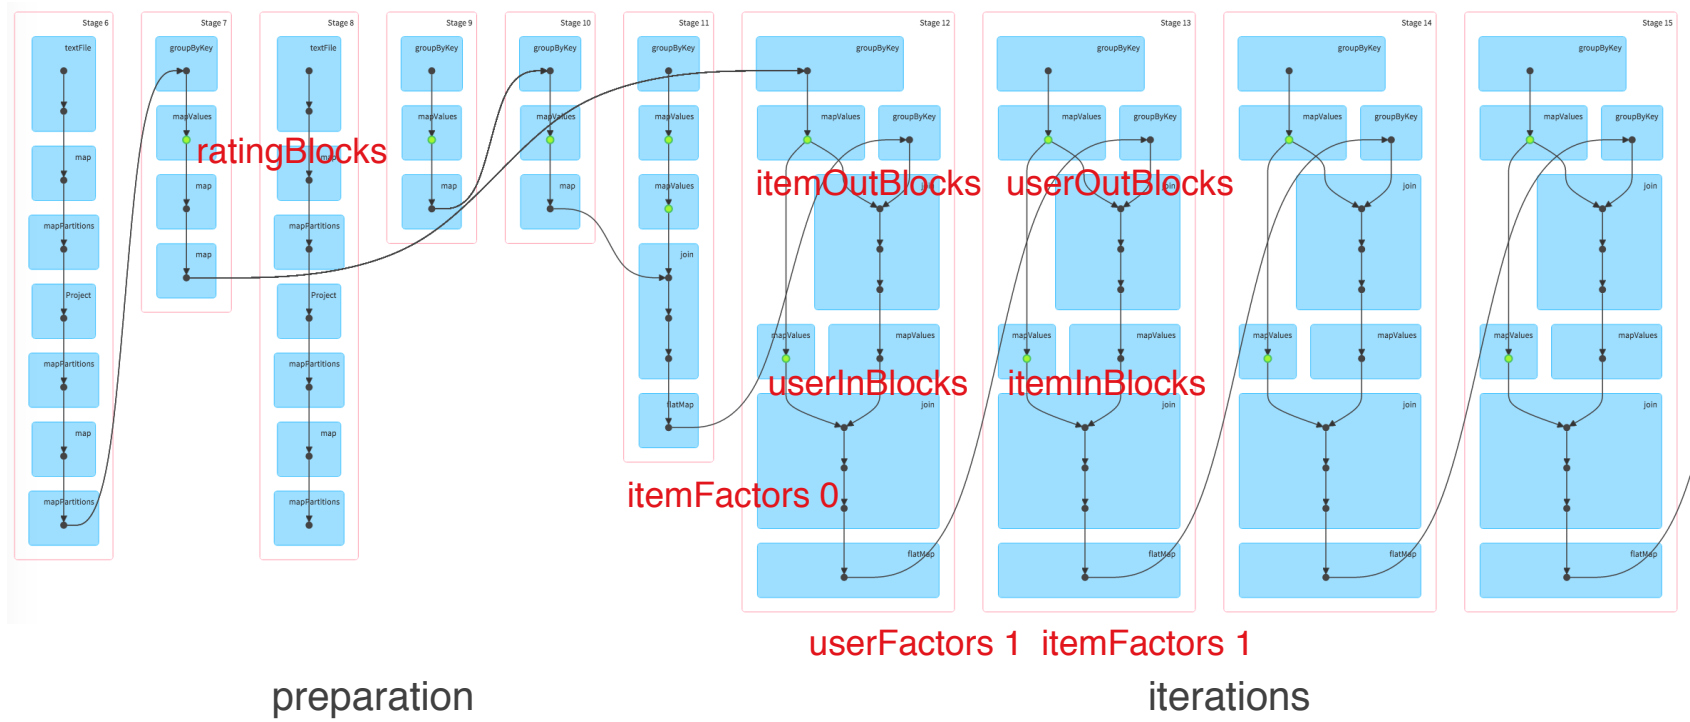 Stage 6
textFile
map
mapPartitions
Project
mapPartitions
map
mapPartitions
Stage 7
groupByKey
mapValues
ratingBlocks
map
map
Stage 8
textFile
map
mapPartitions
Project
mapPartitions
map
mapPartitions
Stage 9
groupByKey
mapValues
map
Stage 10
groupByKey
mapValues
map
Stage 11
groupByKey
mapValues
mapValues
join
flatMap
itemFactors 0
Stage 12
groupByKey
mapValues
groupByKey
itemOutBlocks
join
mapValues
mapValues
userInBlocks
join
flatMap
userFactors 1
Stage 13
groupByKey
mapValues
groupByKey
userOutBlocks
join
mapValues
mapValues
itemInBlocks
join
flatMap
itemFactors 1
Stage 14
groupByKey
mapValues
groupByKey
join
mapValues
mapValues
join
flatMap
Stage 15
groupByKey
mapValues
groupByKey
join
mapValues
mapValues
join
flatMap
preparation
iterations